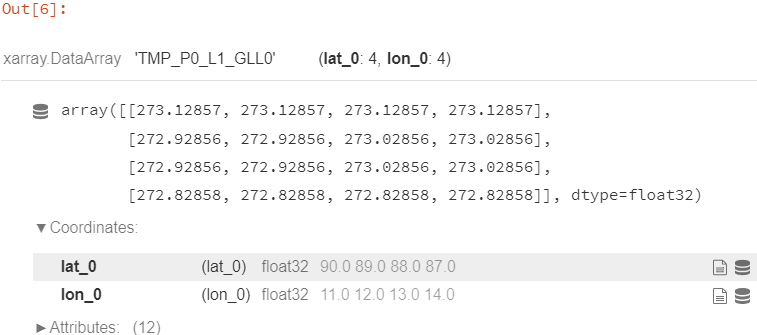 Out[6]:
xarray.DataArray 'TMP_P0_L1_GLL0' (lat_0: 4, lon_0: 4)
array([[273.12857, 273.12857, 273.12857, 273.12857],
[272.92856, 272.92856, 273.02856, 273.02856],
[272.92856, 272.92856, 273.02856, 273.02856],
[272.82858, 272.82858, 272.82858, 272.82858]], dtype=float32)
▼Coordinates:
lat_0 (lat_0) float32 90.0 89.0 88.0 87.0
lon_0 (lon_0) float32 11.0 12.0 13.0 14.0
►Attributes: (12)